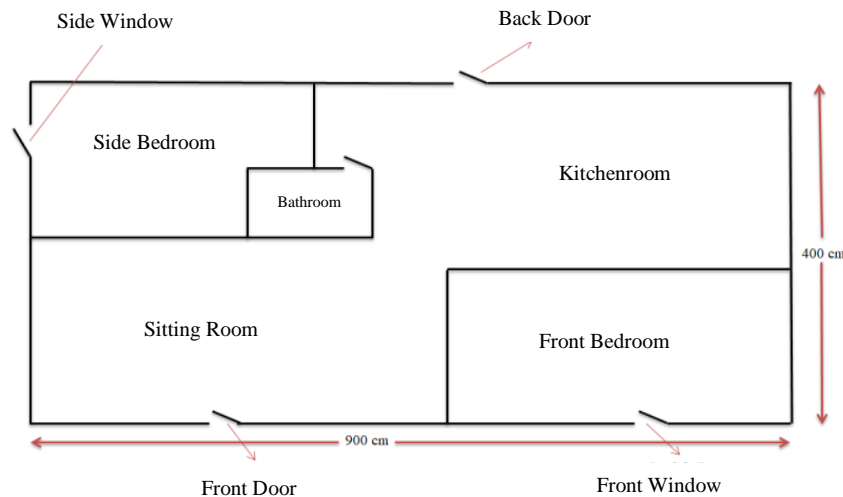 Side Window
Back Door
Side Bedroom
Kitchenroom
Bathroom
400 cm
Sitting Room
Front Bedroom
900 cm
Front Door
Front Window